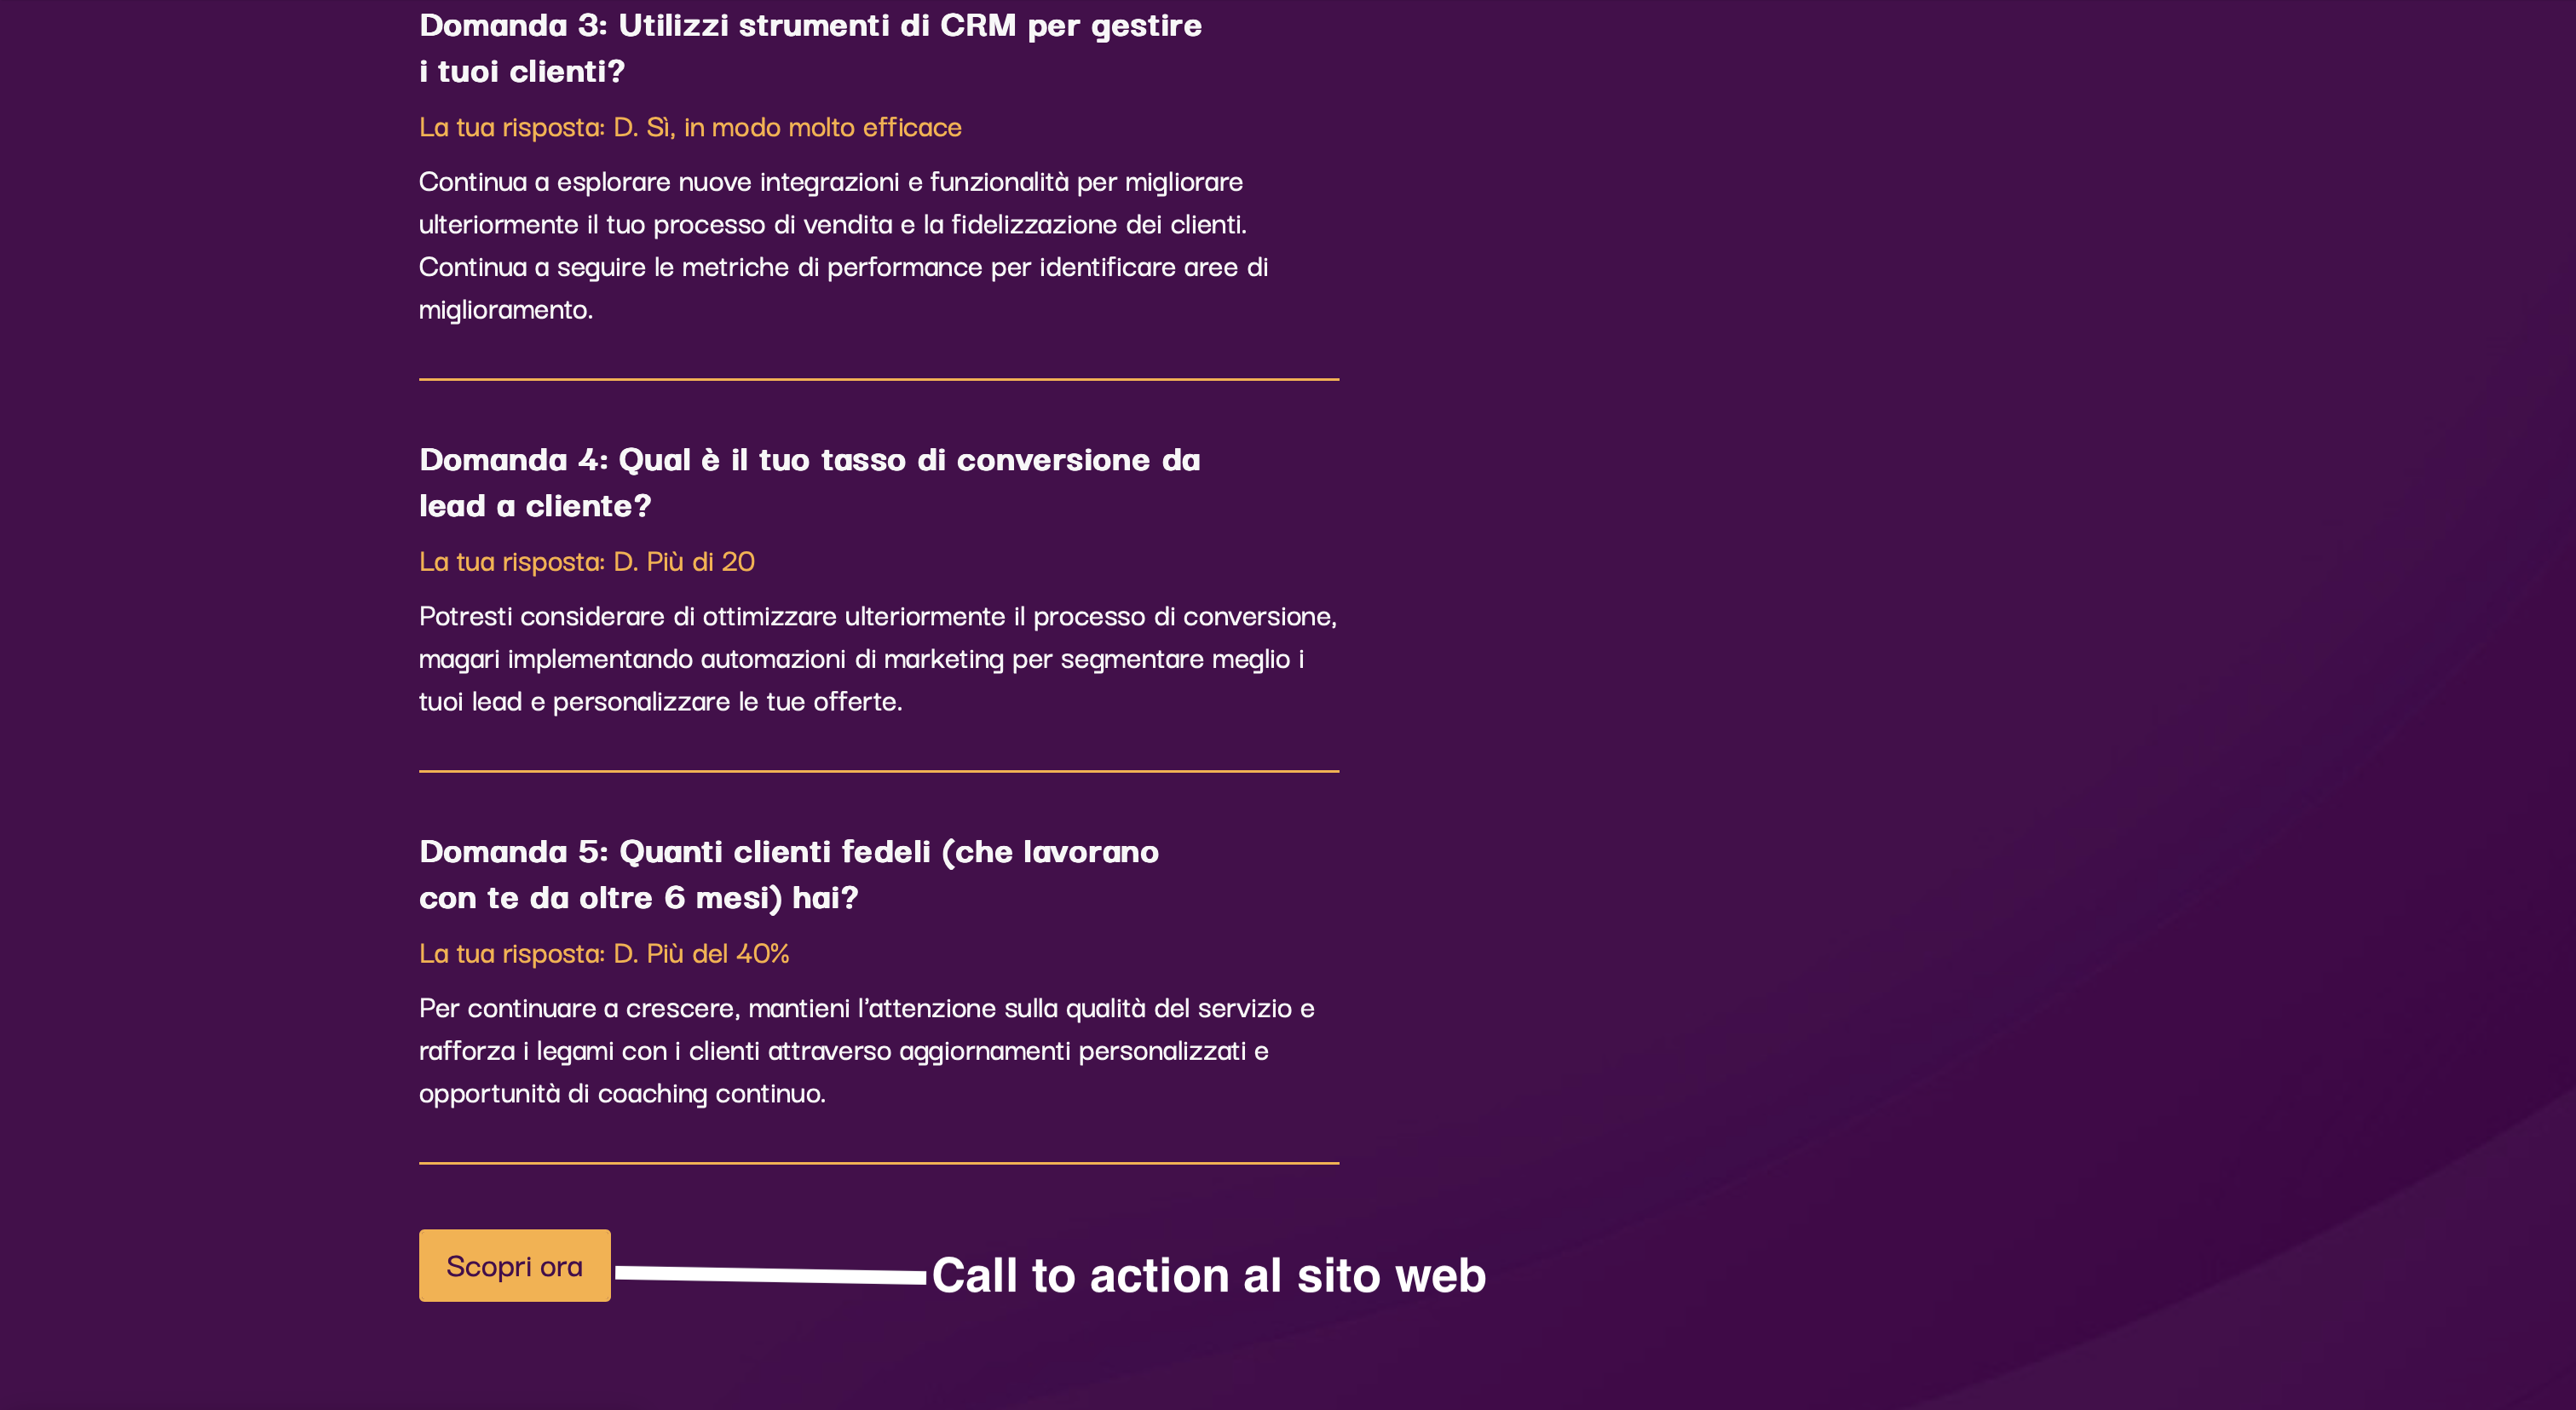 Domanda 3: Utilizzi strumenti di CRM per gestire
i tuoi clienti?
La tua risposta: D. Sì, in modo molto efficace
Continua a esplorare nuove integrazioni e funzionalità per migliorare
ulteriormente il tuo processo di vendita e la fidelizzazione dei clienti.
Continua a seguire le metriche di performance per identificare aree di
miglioramento.
Domanda 4: Qual è il tuo tasso di conversione da
lead a cliente?
La tua risposta: D. Più di 20
Potresti considerare di ottimizzare ulteriormente il processo di conversione,
magari implementando automazioni di marketing per segmentare meglio i
tuoi lead e personalizzare le tue offerte.
Domanda 5: Quanti clienti fedeli (che lavorano
con te da oltre 6 mesi) hai?
La tua risposta: D. Più del 40%
Per continuare a crescere, mantieni l’attenzione sulla qualità del servizio e
rafforza i legami con i clienti attraverso aggiornamenti personalizzati e
opportunità di coaching continuo.
Scopri ora
Call to action al sito web